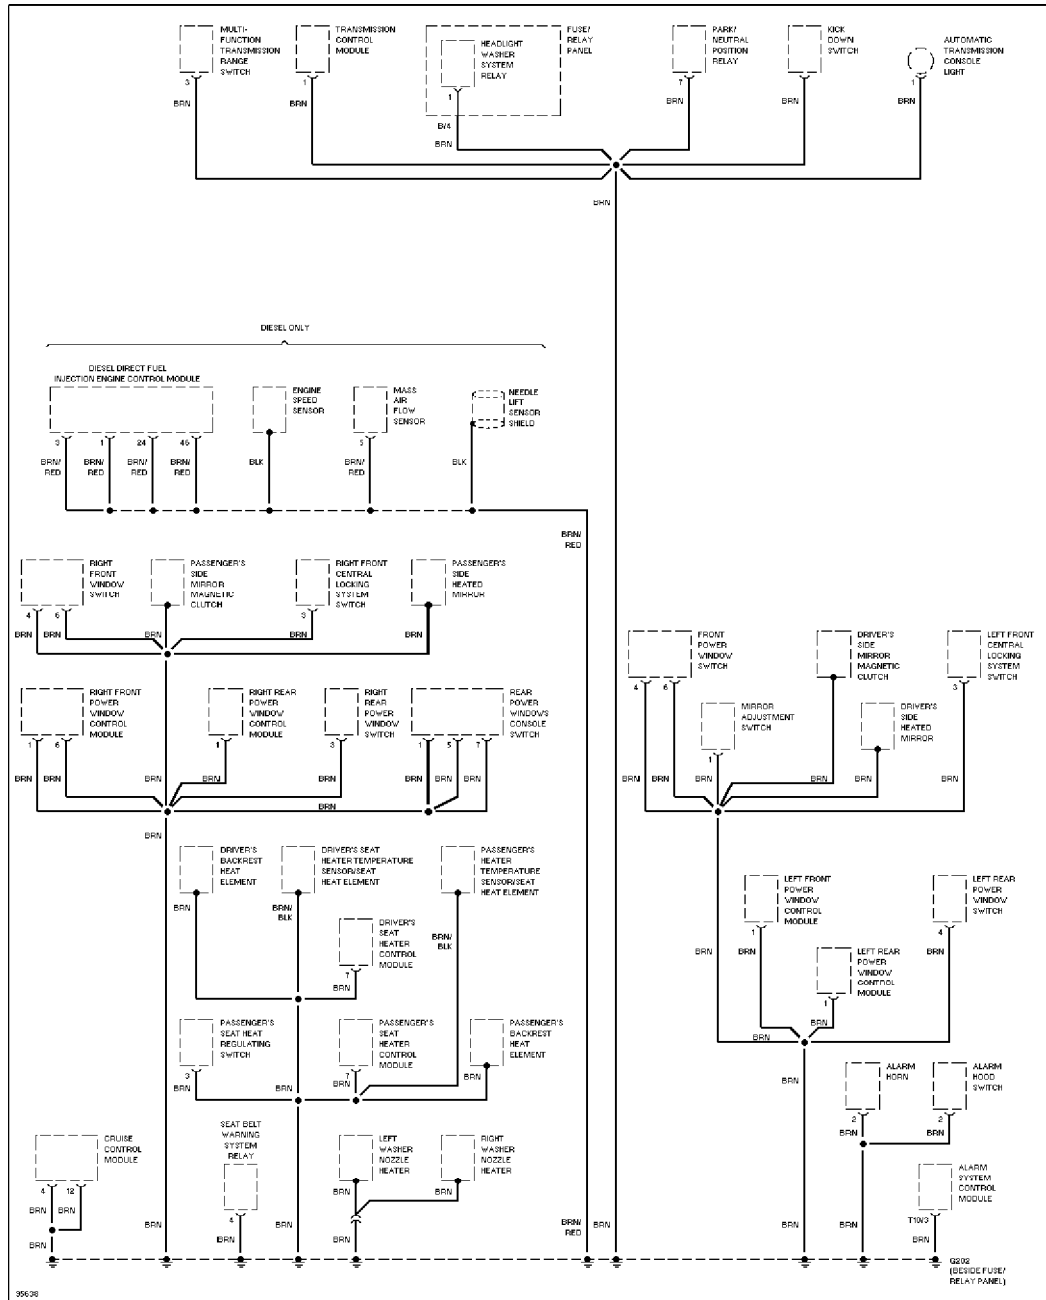 MULTI-
FUNCTION
TRANSMISSION
RANGE
SWITCH
TRANSMISSION
CONTROL
MODULE
HEADLIGHT
WASHER
SYSTEM
RELAY
FUSE/
RELAY
PANEL
PARK/
NEUTRAL
POSITION
RELAY
KICK
DOWN
SWITCH
AUTOMATIC
TRANSMISSION
CONSOLE
LIGHT
3
1
1
7
1
BRN
BRN
B/4
BRN
BRN
BRN
BRN
BRN
DIESEL ONLY
DIESEL DIRECT FUEL
INJECTION ENGINE CONTROL MODULE
ENGINE
SPEED
SENSOR
MASS
AIR
FLOW
SENSOR
NEEDLE
LIFT
SENSOR
SHIELD
3
1
24
46
5
BRN/
RED
BRN/
RED
BRN/
RED
BRN/
RED
BLK
BRN/
RED
BLK
BRN/
RED
RIGHT
FRONT
WINDOW
SWITCH
PASSENGER'S
SIDE
MIRROR
MAGNETIC
CLUTCH
RIGHT FRONT
CENTRAL
LOCKING
SYSTEM
SWITCH
PASSENGER'S
SIDE
HEATED
MIRROR
4
6
3
BRN
BRN
BRN
BRN
BRN
FRONT
POWER
WINDOW
SWITCH
DRIVER'S
SIDE
MIRROR
MAGNETIC
CLUTCH
LEFT FRONT
CENTRAL
LOCKING
SYSTEM
SWITCH
4
6
3
MIRROR
ADJUSTMENT
SWITCH
DRIVER'S
SIDE
HEATED
MIRROR
1
BRN
BRN
BRN
BRN
BRN
BRN
RIGHT FRONT
POWER
WINDOW
CONTROL
MODULE
RIGHT REAR
POWER
WINDOW
CONTROL
MODULE
RIGHT
REAR
POWER
WINDOW
SWITCH
REAR
POWER
WINDOWS
CONSOLE
SWITCH
1
6
1
3
1
5
7
BRN
BRN
BRN
BRN
BRN
BRN
BRN
BRN
BRN
BRN
DRIVER'S
BACKREST
HEAT
ELEMENT
DRIVER'S SEAT
HEATER TEMPERATURE
SENSOR/SEAT
HEAT ELEMENT
PASSENGER'S
HEATER
TEMPERATURE
SENSOR/SEAT
HEAT ELEMENT
BRN
BRN/
BLK
DRIVER'S
SEAT
HEATER
CONTROL
MODULE
BRN/
BLK
7
BRN
LEFT FRONT
POWER
WINDOW
CONTROL
MODULE
LEFT REAR
POWER
WINDOW
SWITCH
1
4
BRN
BRN
BRN
LEFT REAR
POWER
WINDOW
CONTROL
MODULE
1
BRN
BRN
PASSENGER'S
SEAT HEAT
REGULATING
SWITCH
PASSENGER'S
SEAT
HEATER
CONTROL
MODULE
PASSENGER'S
BACKREST
HEAT
ELEMENT
3
7
BRN
BRN
BRN
BRN
BRN
ALARM
HORN
ALARM
HOOD
SWITCH
2
2
BRN
BRN
CRUISE
CONTROL
MODULE
SEAT BELT
WARNING
SYSTEM
RELAY
LEFT
WASHER
NOZZLE
HEATER
RIGHT
WASHER
NOZZLE
HEATER
ALARM
SYSTEM
CONTROL
MODULE
4
12
4
T10/3
BRN
BRN
BRN
BRN
BRN
BRN
BRN
BRN
BRN
BRN/
RED
BRN
BRN
BRN
BRN
G202
(BESIDE FUSE/
RELAY PANEL)
95638